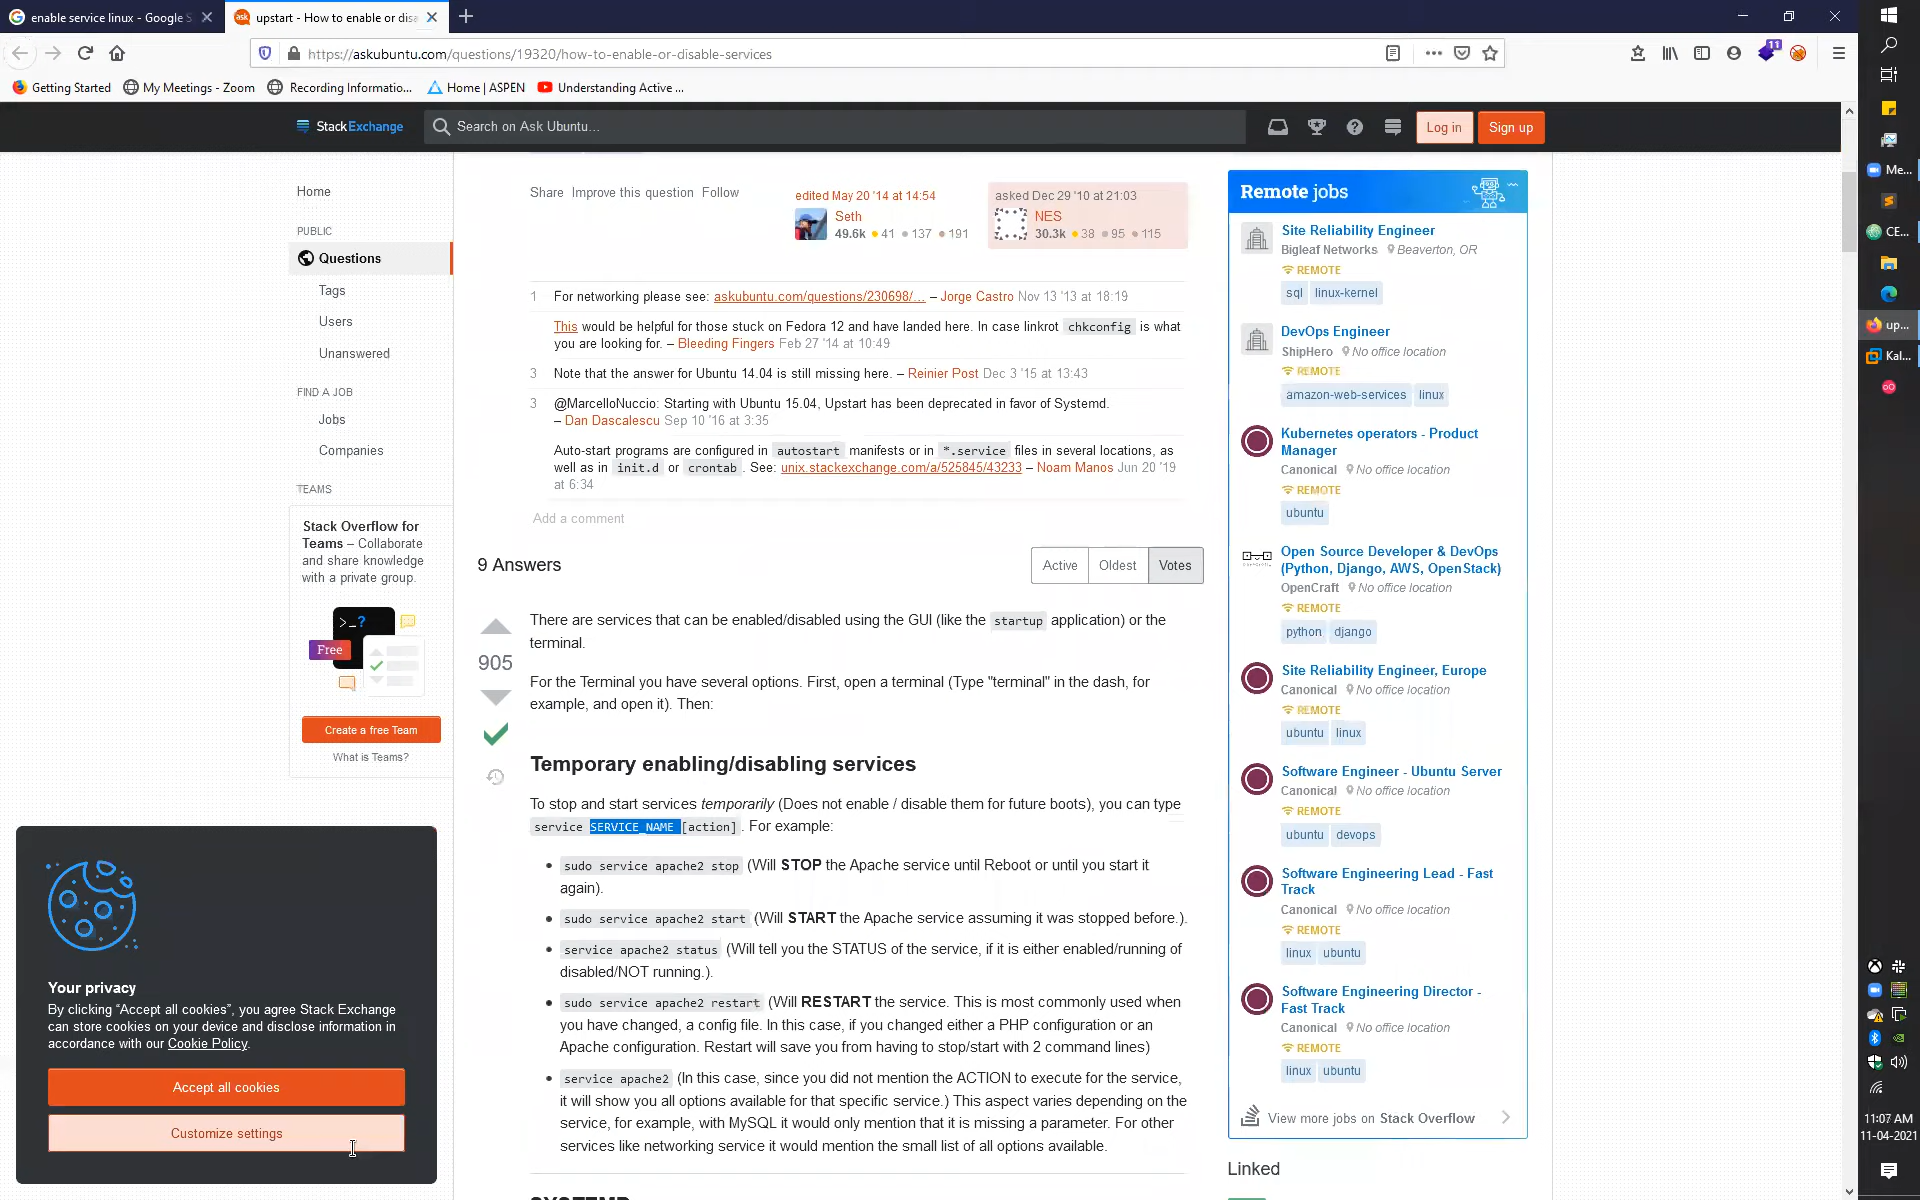 enable service linux - Google S
upstart - How to enable or disa
https://askubuntu.com/questions/19320/how-to-enable-or-disable-services
11
Getting Started
My Meetings - Zoom
Recording Informatio...
Home | ASPEN
Understanding Active ...
StackExchange
Search on Ask Ubuntu...
Log in
Sign up
Home
PUBLIC
Questions
Tags
Users
Unanswered
FIND A JOB
Jobs
Companies
TEAMS
Stack Overflow for
Teams – Collaborate
and share knowledge
with a private group.
>_?
Free
Create a free Team
What is Teams?
Share Improve this question Follow
edited May 20 '14 at 14:54
Seth
49.6k 41 137 191
asked Dec 29 '10 at 21:03
NES
30.3k 38 95 115
1 For networking please see: askubuntu.com/questions/230698/... – Jorge Castro Nov 13 '13 at 18:19
This would be helpful for those stuck on Fedora 12 and have landed here. In case linkrot chkconfig is what
you are looking for. – Bleeding Fingers Feb 27 '14 at 10:49
3 Note that the answer for Ubuntu 14.04 is still missing here. – Reinier Post Dec 3 '15 at 13:43
3 @MarcelloNuccio: Starting with Ubuntu 15.04, Upstart has been deprecated in favor of Systemd.
– Dan Dascalescu Sep 10 '16 at 3:35
Auto-start programs are configured in autostart manifests or in *.service files in several locations, as
well as in init.d or crontab . See: unix.stackexchange.com/a/525845/43233 – Noam Manos Jun 20 '19
at 6:34
Add a comment
9 Answers
Active
Oldest
Votes
905
There are services that can be enabled/disabled using the GUI (like the startup application) or the
terminal.
For the Terminal you have several options. First, open a terminal (Type "terminal" in the dash, for
example, and open it). Then:
Temporary enabling/disabling services
To stop and start services temporarily (Does not enable / disable them for future boots), you can type
service SERVICE_NAME [action] . For example:
• sudo service apache2 stop (Will STOP the Apache service until Reboot or until you start it
again).
• sudo service apache2 start (Will START the Apache service assuming it was stopped before.).
• service apache2 status (Will tell you the STATUS of the service, if it is either enabled/running of
disabled/NOT running.).
• sudo service apache2 restart (Will RESTART the service. This is most commonly used when
you have changed, a config file. In this case, if you changed either a PHP configuration or an
Apache configuration. Restart will save you from having to stop/start with 2 command lines)
• service apache2 (In this case, since you did not mention the ACTION to execute for the service,
it will show you all options available for that specific service.) This aspect varies depending on the
service, for example, with MySQL it would only mention that it is missing a parameter. For other
services like networking service it would mention the small list of all options available.
Remote jobs
Site Reliability Engineer
Bigleaf Networks Beaverton, OR
REMOTE
sql linux-kernel
DevOps Engineer
ShipHero No office location
REMOTE
amazon-web-services linux
Kubernetes operators - Product
Manager
Canonical No office location
REMOTE
ubuntu
Open Source Developer & DevOps
(Python, Django, AWS, OpenStack)
OpenCraft No office location
REMOTE
python django
Site Reliability Engineer, Europe
Canonical No office location
REMOTE
ubuntu linux
Software Engineer - Ubuntu Server
Canonical No office location
REMOTE
ubuntu devops
Software Engineering Lead - Fast
Track
Canonical No office location
REMOTE
linux ubuntu
Software Engineering Director -
Fast Track
Canonical No office location
REMOTE
linux ubuntu
View more jobs on Stack Overflow
Linked
Your privacy
By clicking “Accept all cookies”, you agree Stack Exchange
can store cookies on your device and disclose information in
accordance with our Cookie Policy.
Accept all cookies
Customize settings
Me...
CE...
up...
Kal...
11:07 AM
11-04-2021